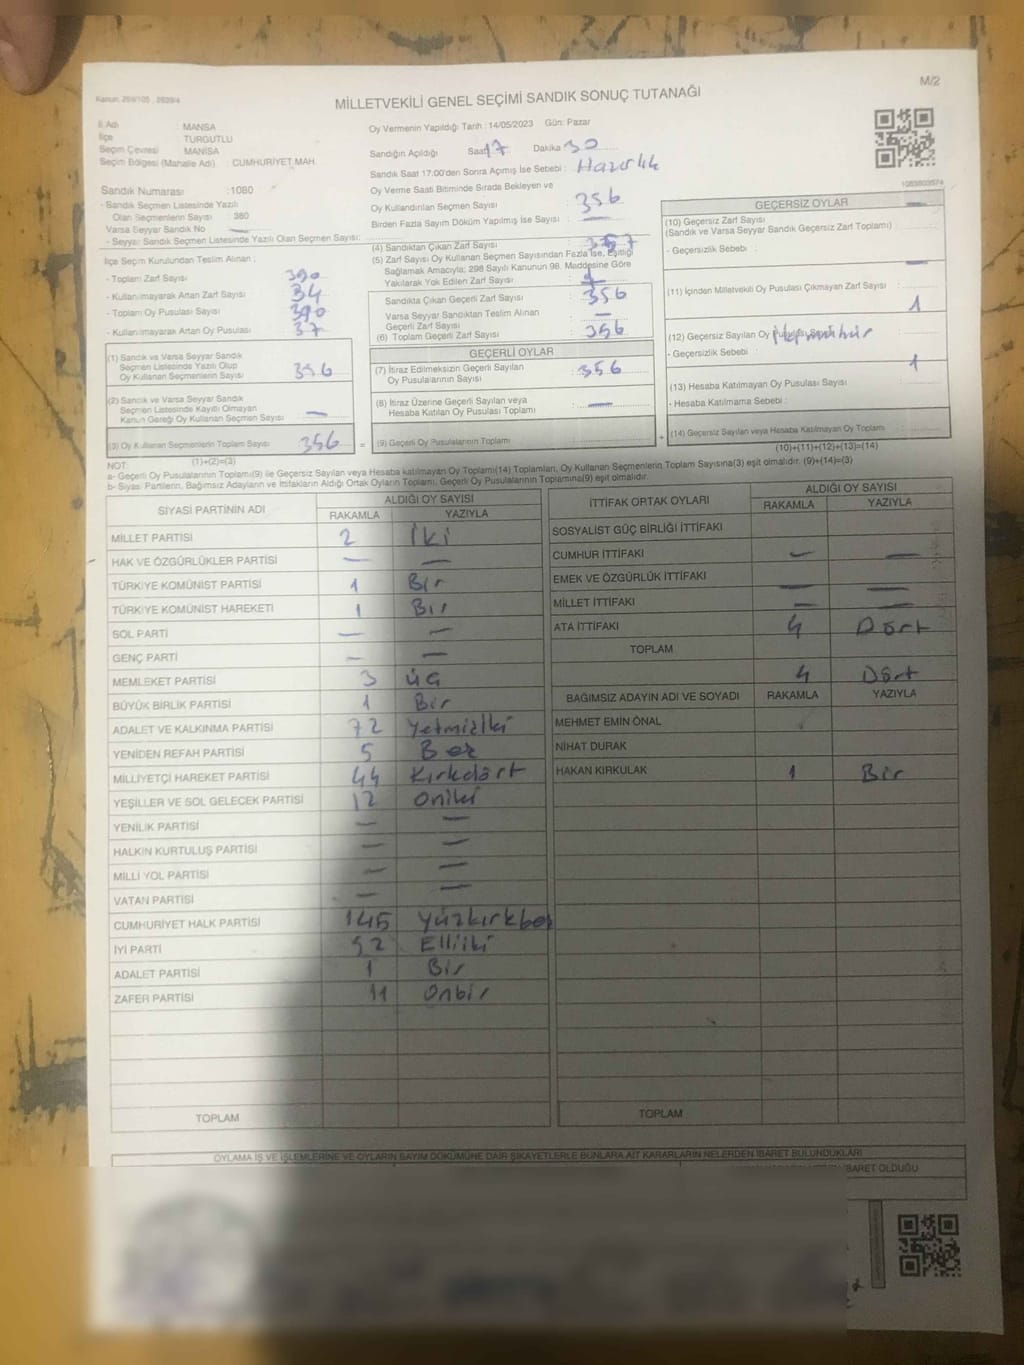 Kanun: 298/105 , 2839/4
M/2
MİLLETVEKİLİ GENEL SEÇİMİ SANDIK SONUÇ TUTANAĞI
İl Adı : MANİSA
İlçe : TURGUTLU
Seçim Çevresi : MANİSA
Seçim Bölgesi (Mahalle Adı) : CUMHURİYET MAH.
Oy Vermenin Yapıldığı Tarih : 14/05/2023 Gün: Pazar
Sandığın Açıldığı Saat 17 Dakika 30
Sandık Saat 17:00'den Sonra Açılmış İse Sebebi : Hazırlık
Sandık Numarası : 1080
- Sandık Seçmen Listesinde Yazılı
Olan Seçmenlerin Sayısı : 380
Varsa Seyyar Sandık No —
- Seyyar Sandık Seçmen Listesinde Yazılı Olan Seçmen Sayısı:
Oy Verme Saati Bitiminde Sırada Bekleyen ve
Oy Kullandırılan Seçmen Sayısı : 356
Birden Fazla Sayım Döküm Yapılmış İse Sayısı : —
1083803574
İlçe Seçim Kurulundan Teslim Alınan ;
- Toplam Zarf Sayısı : 390
- Kullanılmayarak Artan Zarf Sayısı : 34
- Toplam Oy Pusulası Sayısı : 390
- Kullanılmayarak Artan Oy Pusulası : 37
(4) Sandıktan Çıkan Zarf Sayısı : 357
(5) Zarf Sayısı Oy Kullanan Seçmen Sayısından Fazla İse, Eşitliği
Sağlamak Amacıyla; 298 Sayılı Kanunun 98. Maddesine Göre
Yakılarak Yok Edilen Zarf Sayısı : 1
Sandıkta Çıkan Geçerli Zarf Sayısı : 356
Varsa Seyyar Sandıktan Teslim Alınan
Geçerli Zarf Sayısı : —
(6) Toplam Geçerli Zarf Sayısı : 356
GEÇERSİZ OYLAR
(10) Geçersiz Zarf Sayısı
(Sandık ve Varsa Seyyar Sandık Geçersiz Zarf Toplamı) : —
- Geçersizlik Sebebi :
(11) İçinden Milletvekili Oy Pusulası Çıkmayan Zarf Sayısı : —
(12) Geçersiz Sayılan Oy Pusulası Sayısı : 1
- Geçersizlik Sebebi :
(13) Hesaba Katılmayan Oy Pusulası Sayısı
- Hesaba Katılmama Sebebi :
1
(14) Geçersiz Sayılan veya Hesaba Katılmayan Oy Toplamı
(10)+(11)+(12)+(13)=(14)
(1) Sandık ve Varsa Seyyar Sandık
Seçmen Listesinde Yazılı Olup
Oy Kullanan Seçmenlerin Sayısı : 356
(2) Sandık ve Varsa Seyyar Sandık
Seçmen Listesinde Kayıtlı Olmayan
Kanun Gereği Oy Kullanan Seçmen Sayısı : —
(3) Oy Kullanan Seçmenlerin Toplam Sayısı : 356
(1)+(2)=(3)
GEÇERLİ OYLAR
(7) İtiraz Edilmeksizin Geçerli Sayılan
Oy Pusulalarının Sayısı : 356
(8) İtiraz Üzerine Geçerli Sayılan veya
Hesaba Katılan Oy Pusulası Toplamı : —
(9) Geçerli Oy Pusulalarının Toplamı :
NOT:
a- Geçerli Oy Pusulaları Toplamı(9) ile Geçersiz Sayılan veya Hesaba katılmayan Oy Toplamı(14) Toplamları, Oy Kullanan Seçmenlerin Toplam Sayısına(3) eşit olmalıdır. (9)+(14)=(3)
b- Siyasi Partilerin, Bağımsız Adayların ve İttifakların Aldığı Ortak Oyların Toplamı, Geçerli Oy Pusulalarının Toplamına(9) eşit olmalıdır.
SİYASİ PARTİNİN ADI ALDIĞI OY SAYISI
RAKAMLA YAZIYLA
MİLLET PARTİSİ 2 İki
HAK VE ÖZGÜRLÜKLER PARTİSİ — —
TÜRKİYE KOMÜNİST PARTİSİ 1 Bir
TÜRKİYE KOMÜNİST HAREKETİ 1 Bir
SOL PARTİ — —
GENÇ PARTİ — —
MEMLEKET PARTİSİ 3 üç
BÜYÜK BİRLİK PARTİSİ 1 Bir
ADALET VE KALKINMA PARTİSİ 72 Yetmişiki
YENİDEN REFAH PARTİSİ 5 Beş
MİLLİYETÇİ HAREKET PARTİSİ 44 Kırkdört
YEŞİLLER VE SOL GELECEK PARTİSİ 12 Oniki
YENİLİK PARTİSİ — —
HALKIN KURTULUŞ PARTİSİ — —
MİLLİ YOL PARTİSİ — —
VATAN PARTİSİ — —
CUMHURİYET HALK PARTİSİ 145 Yüzkırkbeş
İYİ PARTİ 52 Elliiki
ADALET PARTİSİ 1 Bir
ZAFER PARTİSİ 11 Onbir
TOPLAM
İTTİFAK ORTAK OYLARI ALDIĞI OY SAYISI
RAKAMLA YAZIYLA
SOSYALİST GÜÇ BİRLİĞİ İTTİFAKI
CUMHUR İTTİFAKI — —
EMEK VE ÖZGÜRLÜK İTTİFAKI — —
MİLLET İTTİFAKI — —
ATA İTTİFAKI 4 Dört
TOPLAM 4 Dört
BAĞIMSIZ ADAYIN ADI VE SOYADI RAKAMLA YAZIYLA
MEHMET EMİN ÖNAL
NİHAT DURAK
HAKAN KIRKULAK 1 Bir
TOPLAM
OYLAMA İŞ VE İŞLEMLERİNE VE OYLARIN SAYIM DÖKÜMÜNE DAİR ŞİKAYETLERLE BUNLARA AİT KARARLARIN NELERDEN İBARET BULUNDUKLARI
İBARET OLDUĞU